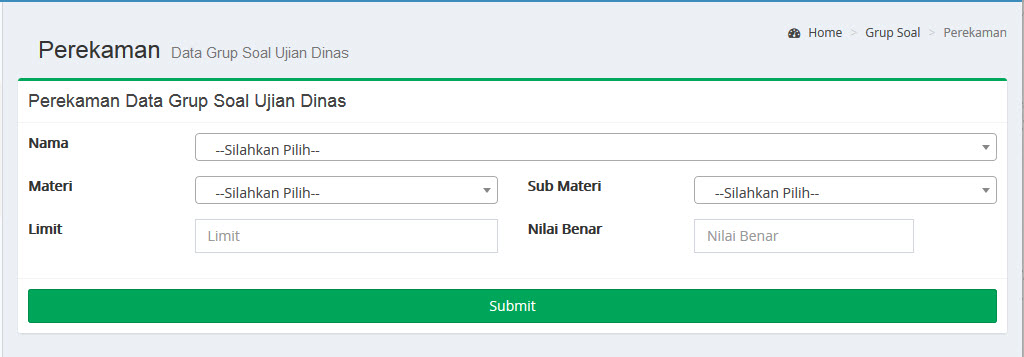 Home > Grup Soal > Perekaman
Perekaman Data Grup Soal Ujian Dinas
Perekaman Data Grup Soal Ujian Dinas
Nama --Silahkan Pilih--
Materi --Silahkan Pilih-- Sub Materi --Silahkan Pilih--
Limit Limit Nilai Benar Nilai Benar
Submit